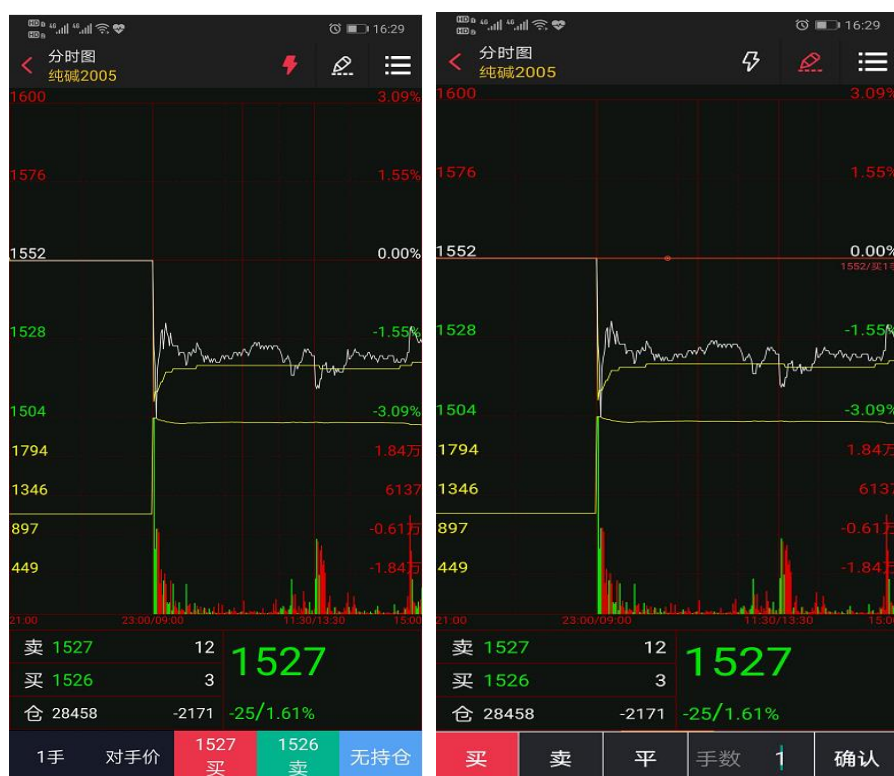 16:29
分时图
纯碱2005
1600 3.09%
1576 1.55%
1552 0.00%
1528 -1.55%
1504 -3.09%
1794 1.84万
1346 6137
897 -0.61万
449 -1.84万
21:00 23:00/09:00 11:30/13:30 15:00
卖 1527 12
买 1526 3
1527
仓 28458 -2171 -25/1.61%
1手 对手价 1527 买 1526 卖 无持仓
16:29
分时图
纯碱2005
1600 3.09%
1576 1.55%
1552 0.00%
1552/买1手
1528 -1.55%
1504 -3.09%
1794 1.84万
1346 6137
897 -0.61万
449 -1.84万
21:00 23:00/09:00 11:30/13:30 15:00
卖 1527 12
买 1526 3
1527
仓 28458 -2171 -25/1.61%
买 卖 平 手数 1 确认